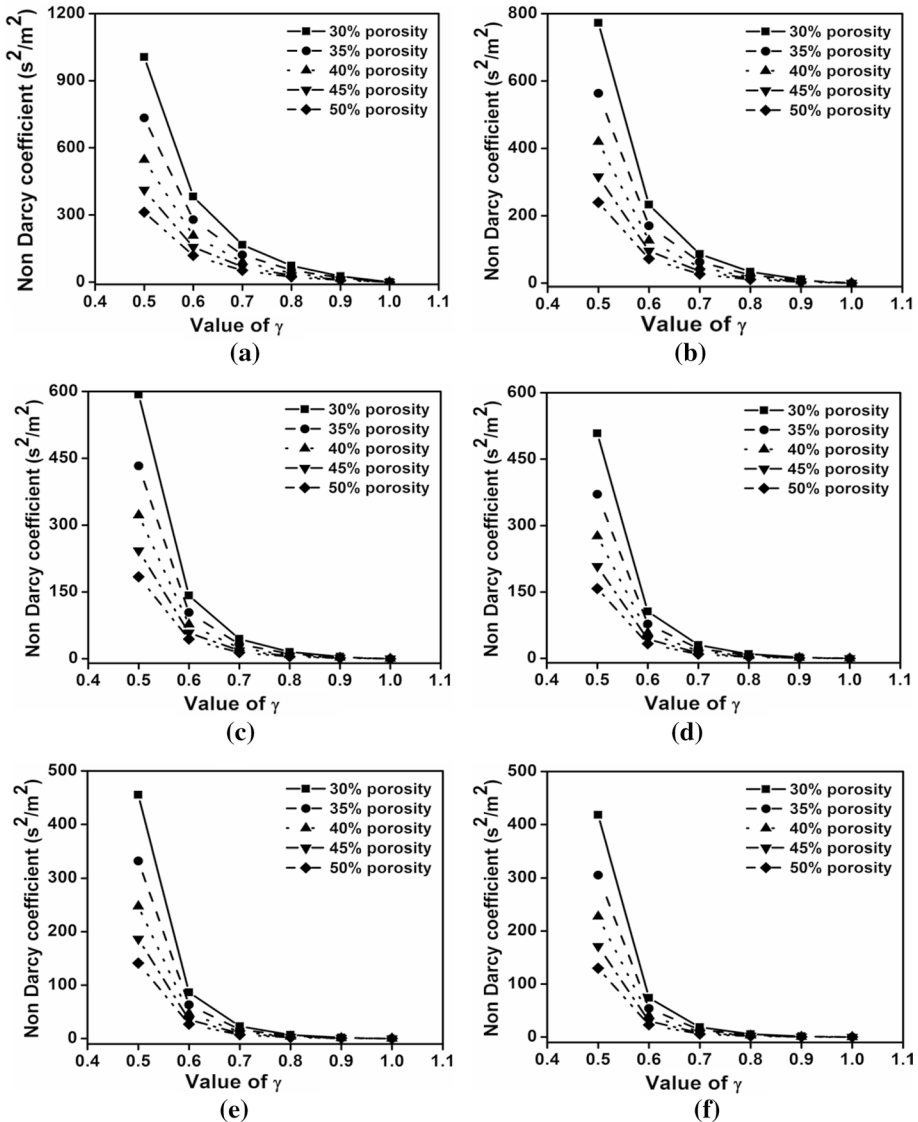 Non Darcy coefficient (s²/m²)
1200
900
600
300
0
30% porosity
35% porosity
40% porosity
45% porosity
50% porosity
0.4 0.5 0.6 0.7 0.8 0.9 1.0 1.1
Value of γ
(a)
Non Darcy coefficient (s²/m²)
800
600
400
200
0
30% porosity
35% porosity
40% porosity
45% porosity
50% porosity
0.4 0.5 0.6 0.7 0.8 0.9 1.0 1.1
Value of γ
(b)
Non Darcy coefficient (s²/m²)
600
450
300
150
0
30% porosity
35% porosity
40% porosity
45% porosity
50% porosity
0.4 0.5 0.6 0.7 0.8 0.9 1.0 1.1
Value of γ
(c)
Non Darcy coefficient (s²/m²)
600
450
300
150
0
30% porosity
35% porosity
40% porosity
45% porosity
50% porosity
0.4 0.5 0.6 0.7 0.8 0.9 1.0 1.1
Value of γ
(d)
Non Darcy coefficient (s²/m²)
500
400
300
200
100
0
30% porosity
35% porosity
40% porosity
45% porosity
50% porosity
0.4 0.5 0.6 0.7 0.8 0.9 1.0 1.1
Value of γ
(e)
Non Darcy coefficient (s²/m²)
500
400
300
200
100
0
30% porosity
35% porosity
40% porosity
45% porosity
50% porosity
0.4 0.5 0.6 0.7 0.8 0.9 1.0 1.1
Value of γ
(f)